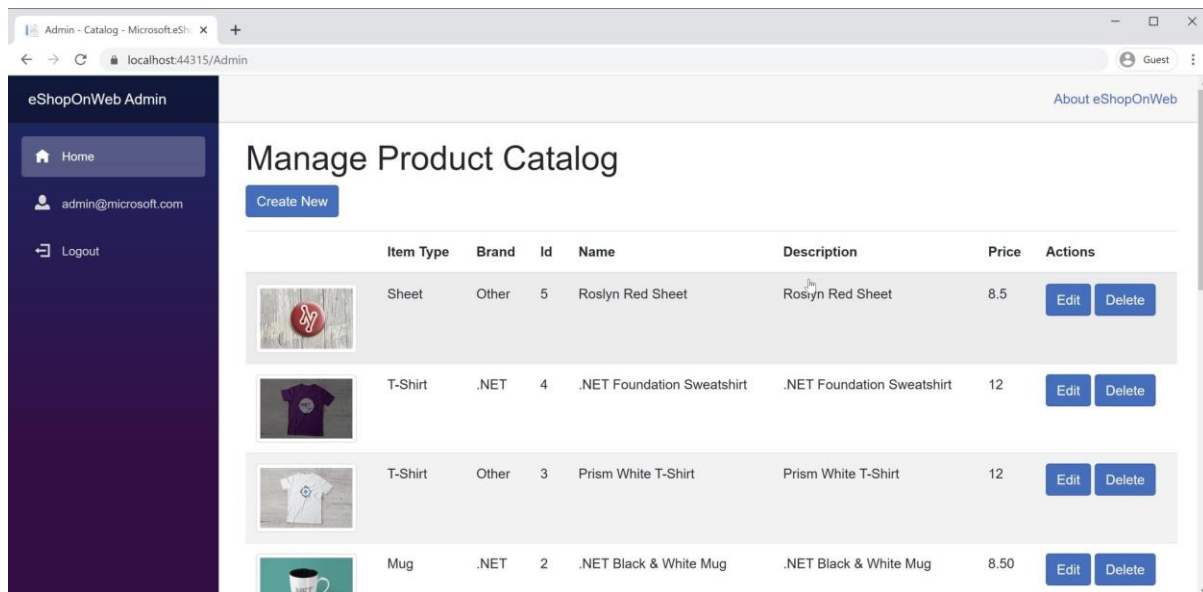 Admin - Catalog - Microsoft.eSh
localhost:44315/Admin
Guest
eShopOnWeb Admin
About eShopOnWeb
Home
admin@microsoft.com
Logout
Manage Product Catalog
Create New
Item Type Brand Id Name Description Price Actions
Sheet Other 5 Roslyn Red Sheet Roslyn Red Sheet 8.5 Edit Delete
T-Shirt .NET 4 .NET Foundation Sweatshirt .NET Foundation Sweatshirt 12 Edit Delete
T-Shirt Other 3 Prism White T-Shirt Prism White T-Shirt 12 Edit Delete
Mug .NET 2 .NET Black & White Mug .NET Black & White Mug 8.50 Edit Delete